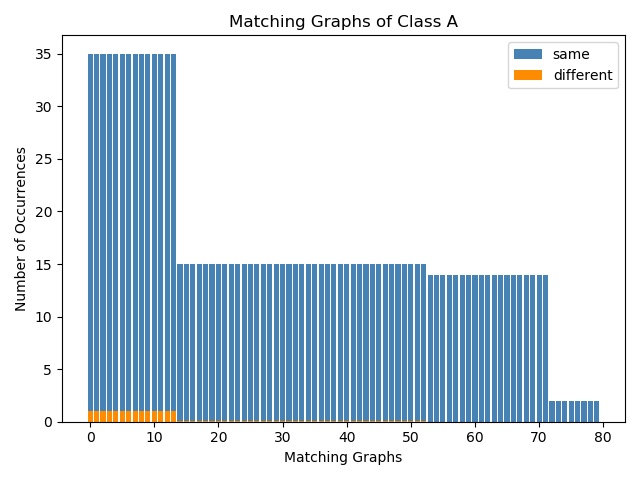 Matching Graphs of Class A
same
different
Number of Occurrences
35
30
25
20
15
10
5
0
0 10 20 30 40 50 60 70 80
Matching Graphs